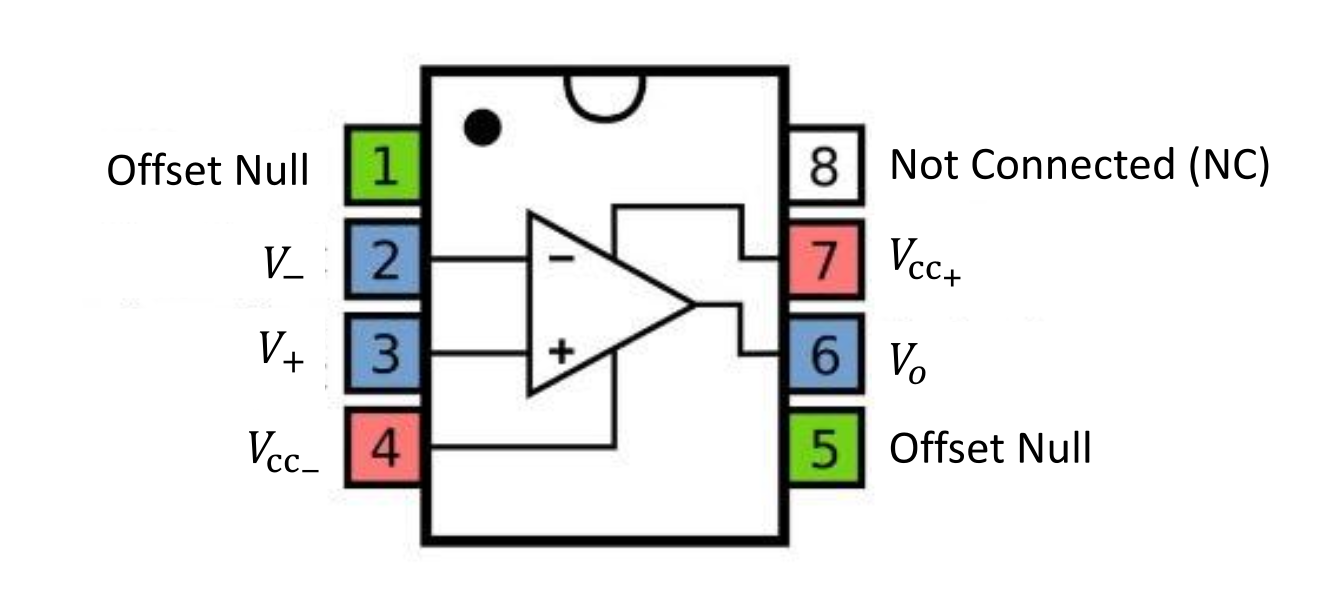 Offset Null 1 8 Not Connected (NC)
V₋ 2 − 7 Vcc₊
V₊ 3 + 6 Vₒ
Vcc₋ 4 5 Offset Null